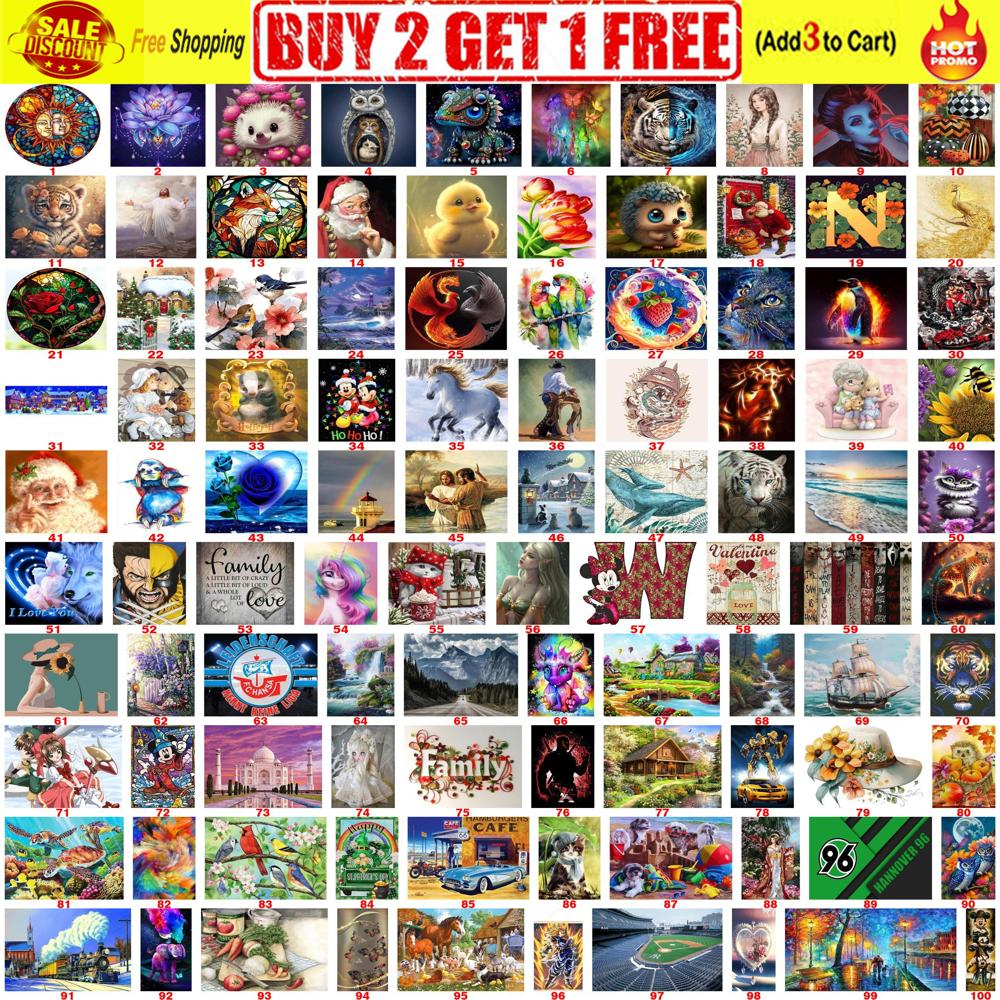 SALE
DISCOUNT
Free Shopping
BUY 2 GET 1 FREE
(Add3 to Cart)
HOT
PROMO
1 2 3 4 5 6 7 8 9 10
N
11 12 13 14 15 16 17 18 19 20
21 22 23 24 25 26 27 28 29 30
HO HO HO!
31 32 33 34 35 36 37 38 39 40
41 42 43 44 45 46 47 48 49 50
I Love You
Family
A LITTLE BIT OF CRAZY
A LITTLE BIT OF LOUD
& A WHOLE
LOT
OF
love
W
Valentine
LOVE
51 52 53 54 55 56 57 58 59 60
FC HANSA
61 62 63 64 65 66 67 68 69 70
Family
71 72 73 74 75 76 77 78 79 80
Happy
ST. PATRICK'S DAY
CAFE
66
HAMBURGERS
CAFE
96
HANNOVER 96
81 82 83 84 85 86 87 88 89 90
91 92 93 94 95 96 97 98 99 100